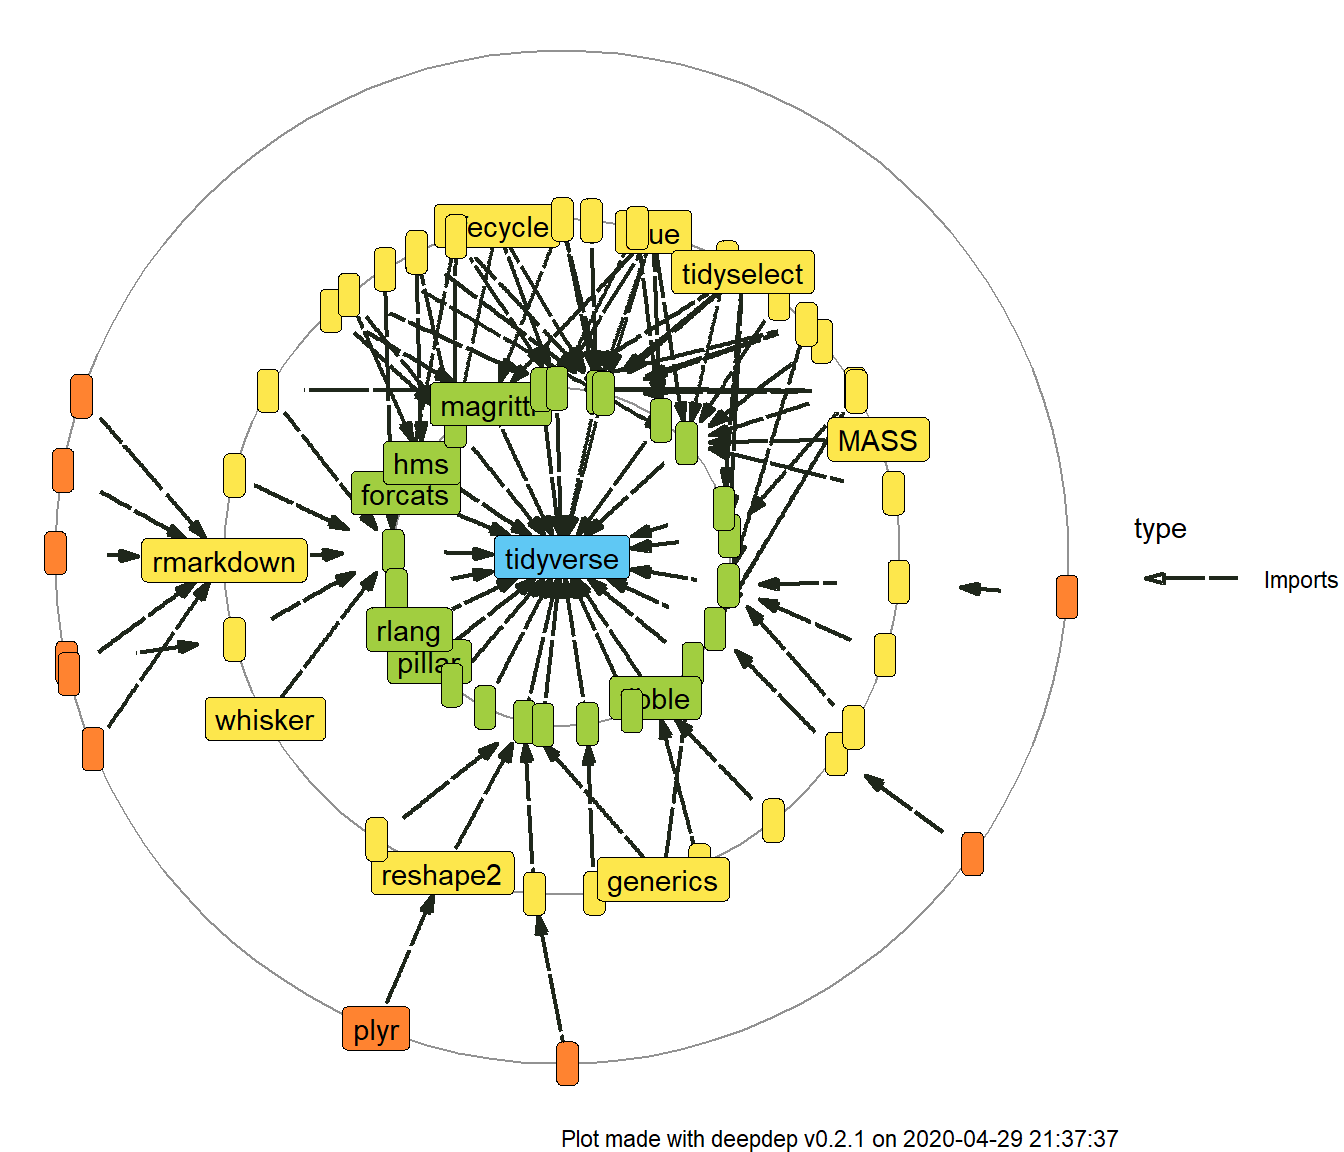 ecycle
ue
tidyselect
magritt
MASS
hms
forcats
type
tidyverse
rmarkdown
Imports
rlang
pillar
ble
whisker
reshape2
generics
plyr
Plot made with deepdep v0.2.1 on 2020-04-29 21:37:37